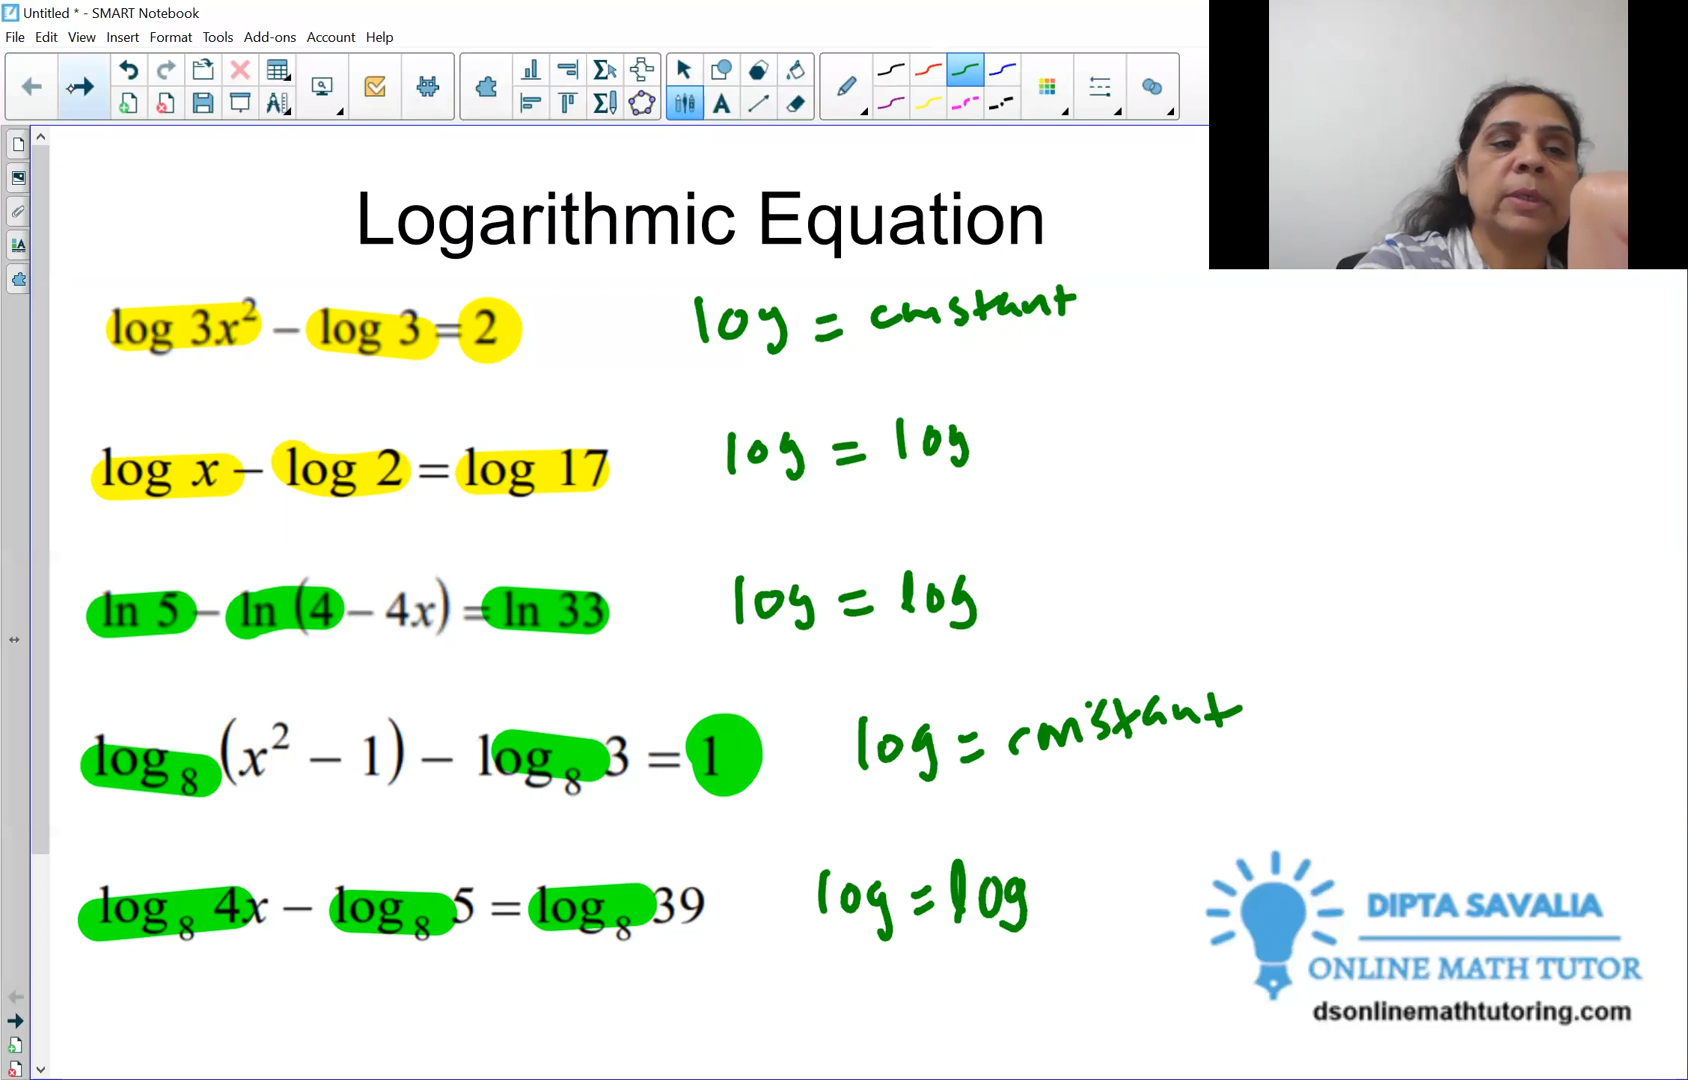 Untitled * - SMART Notebook
File Edit View Insert Format Tools Add-ons Account Help
Logarithmic Equation
log 3x² – log 3 = 2 log = constant
log x – log 2 = log 17 log = log
ln 5 – ln (4 – 4x) = ln 33 log = log
log₈ (x² – 1) – log₈ 3 = 1 log = constant
log₈ 4x – log₈ 5 = log₈ 39 log = log
DIPTA SAVALIA
ONLINE MATH TUTOR
dsonlinemathtutoring.com